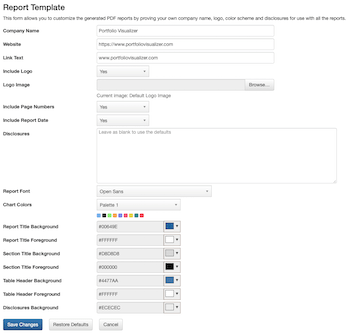 Report Template
This form allows you to customize the generated PDF reports by proving your own company name, logo, color scheme and disclosures for use with all the reports.
Company Name Portfolio Visualizer
Website https://www.portfoliovisualizer.com
Link Text www.portfoliovisualizer.com
Include Logo Yes
Logo Image Browse...
Current image: Default Logo Image
Include Page Numbers Yes
Include Report Date Yes
Disclosures Leave as blank to use the defaults
Report Font Open Sans
Chart Colors Palette 1
Report Title Background #00649E
Report Title Foreground #FFFFFF
Section Title Background #D8D8D8
Section Title Foreground #000000
Table Header Background #4477AA
Table Header Foreground #FFFFFF
Disclosures Background #ECECEC
Save Changes Restore Defaults Cancel